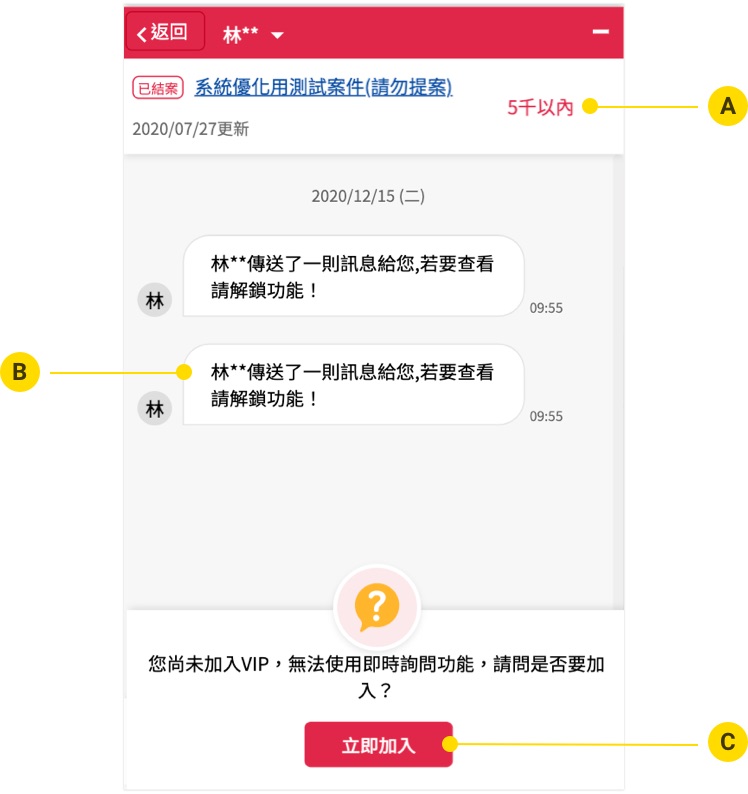 返回 林**
已結案 系統優化用測試案件(請勿提案)
5千以內
A
2020/07/27更新
2020/12/15 (二)
林**傳送了一則訊息給您,若要查看
請解鎖功能！
林
09:55
B
林**傳送了一則訊息給您,若要查看
請解鎖功能！
林
09:55
?
您尚未加入VIP，無法使用即時詢問功能，請問是否要加
入？
立即加入
C